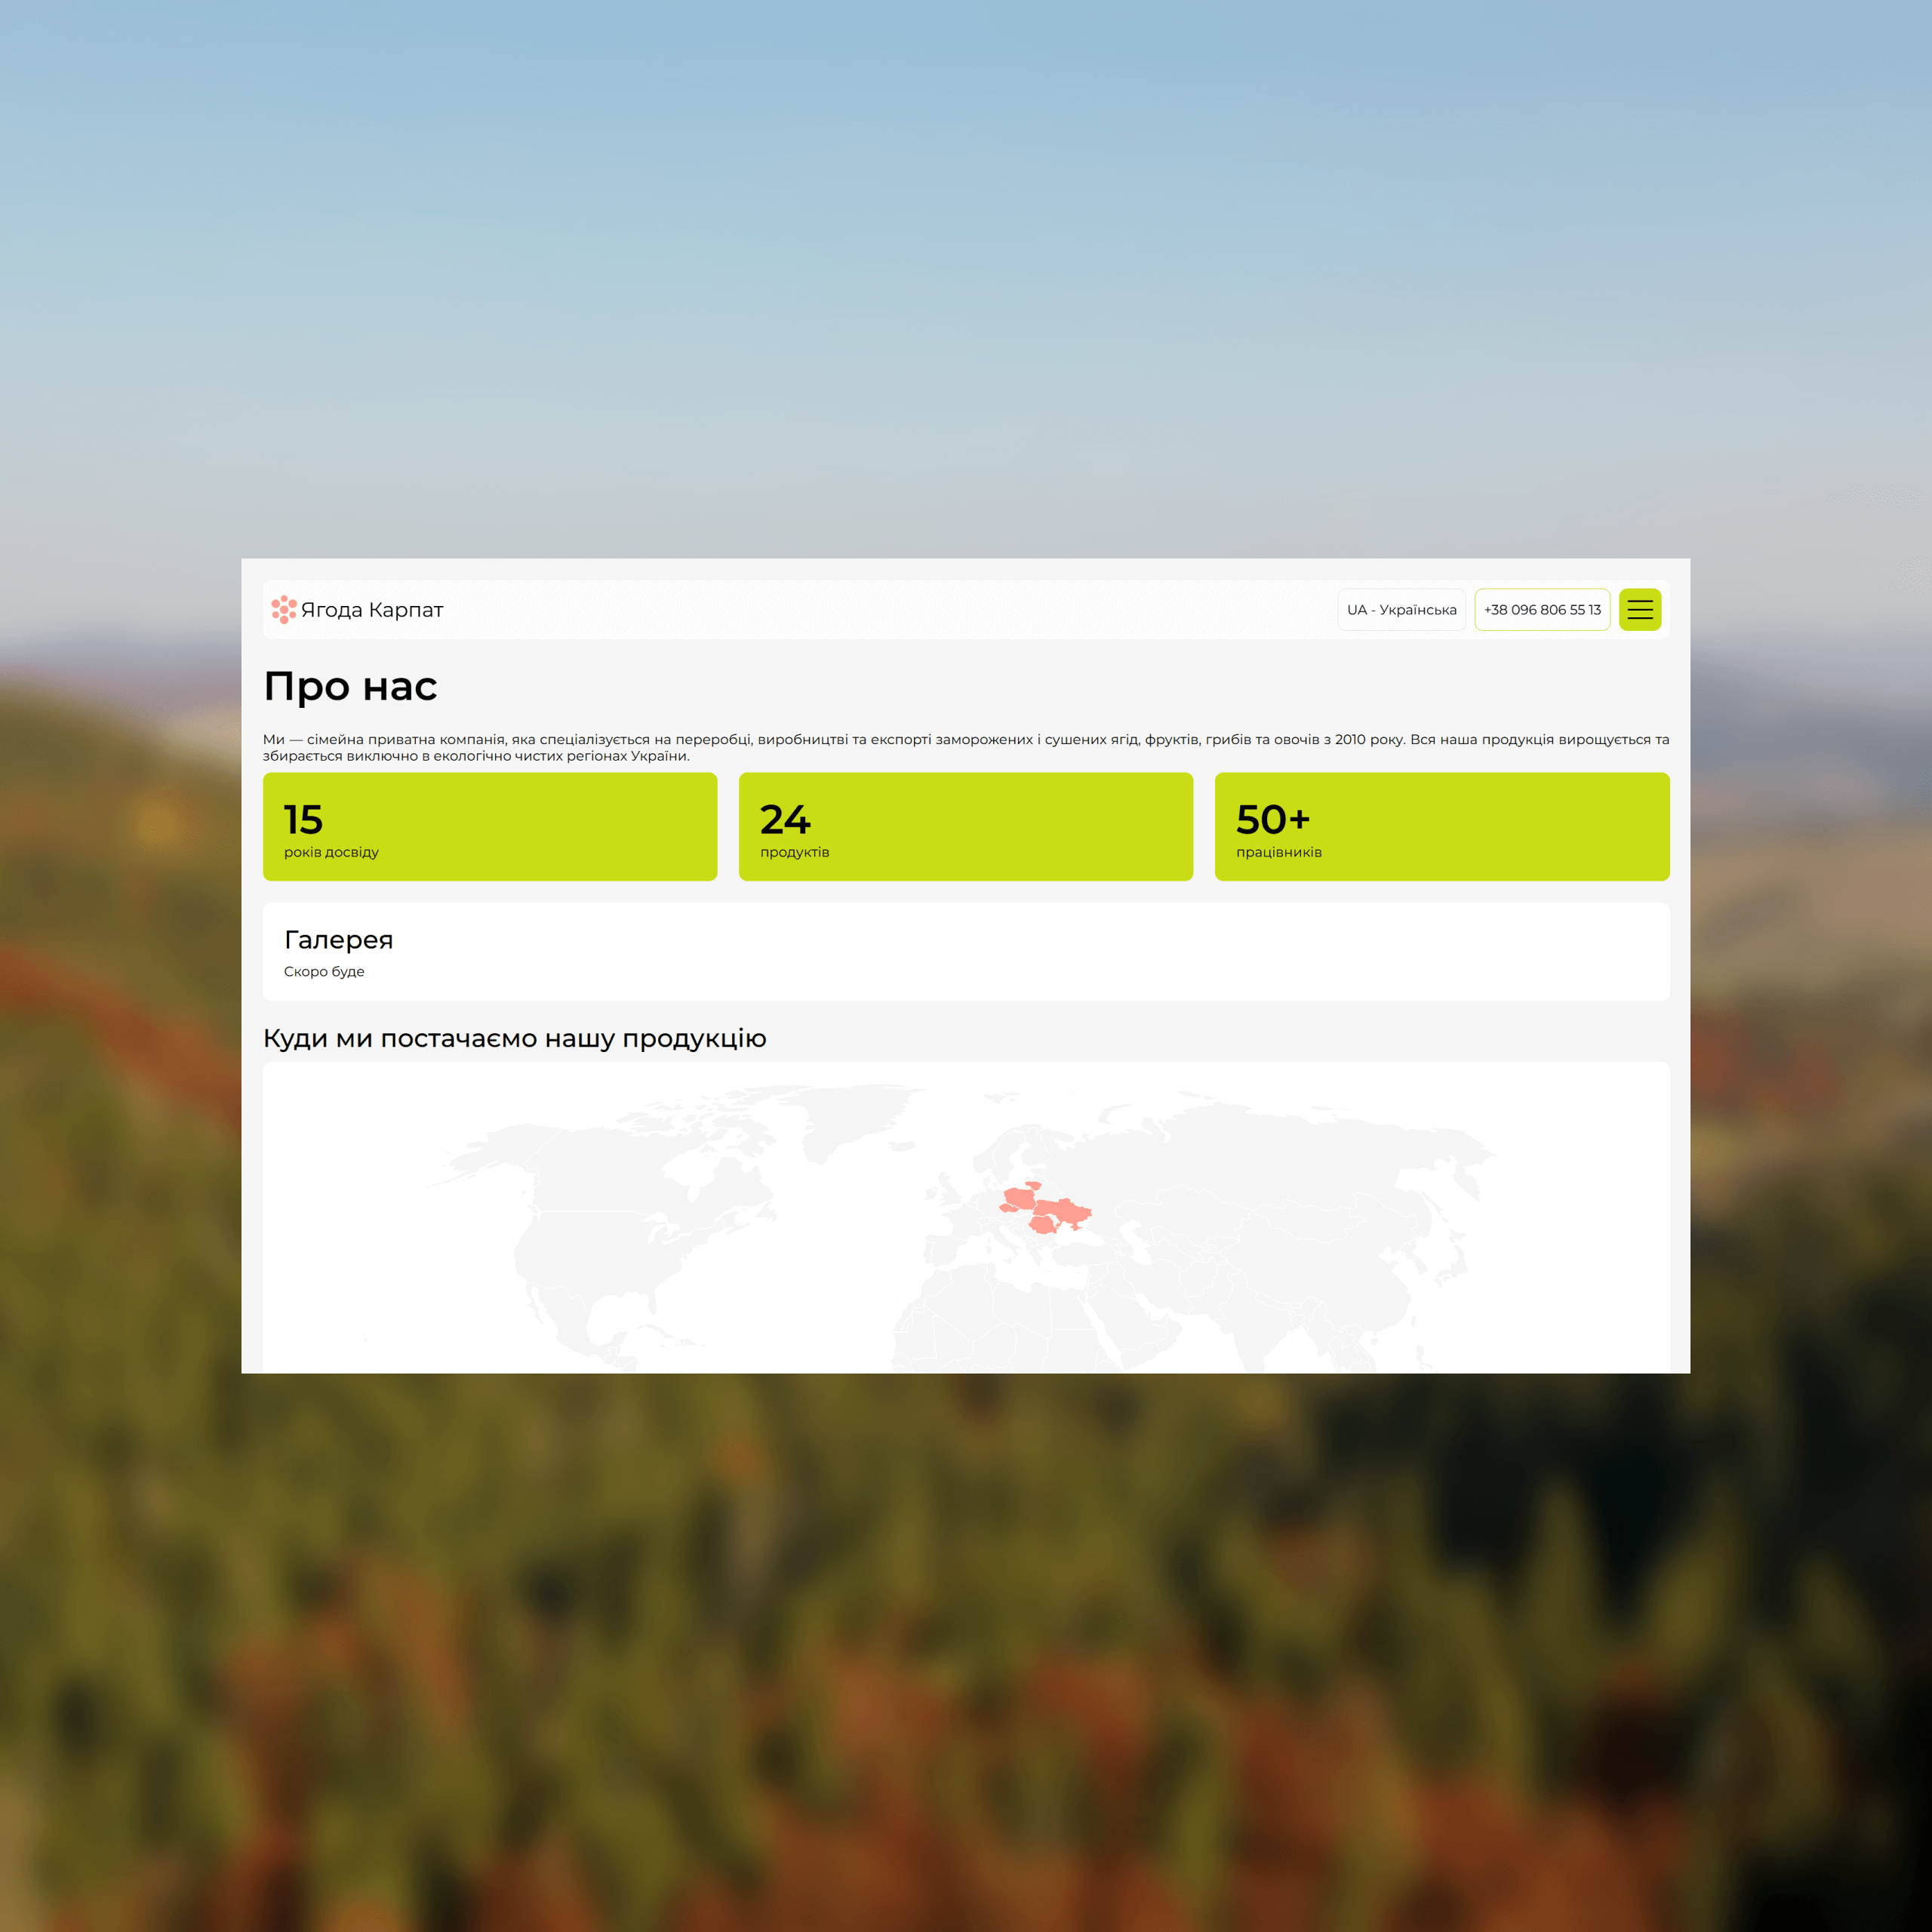 Ягода Карпат
UA - Українська
+38 096 806 55 13
Про нас
Ми — сімейна приватна компанія, яка спеціалізується на переробці, виробництві та експорті заморожених і сушених ягід, фруктів, грибів та овочів з 2010 року. Вся наша продукція вирощується та
збирається виключно в екологічно чистих регіонах України.
15
років досвіду
24
продуктів
50+
працівників
Галерея
Скоро буде
Куди ми постачаємо нашу продукцію